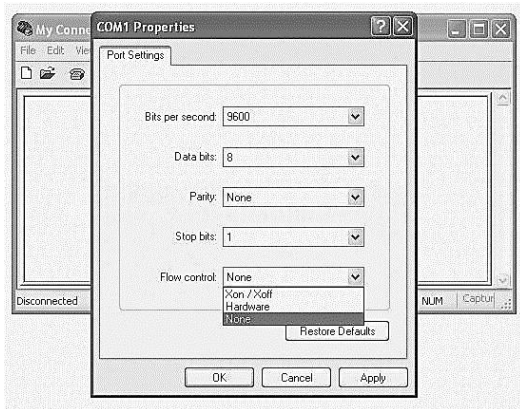 My Conne
COM1 Properties
File Edit Vie
Port Settings
Bits per second: 9600
Data bits: 8
Parity: None
Stop bits: 1
Flow control: None
Xon / Xoff
Hardware
None
Restore Defaults
Disconnected
NUM
Captur
OK Cancel Apply